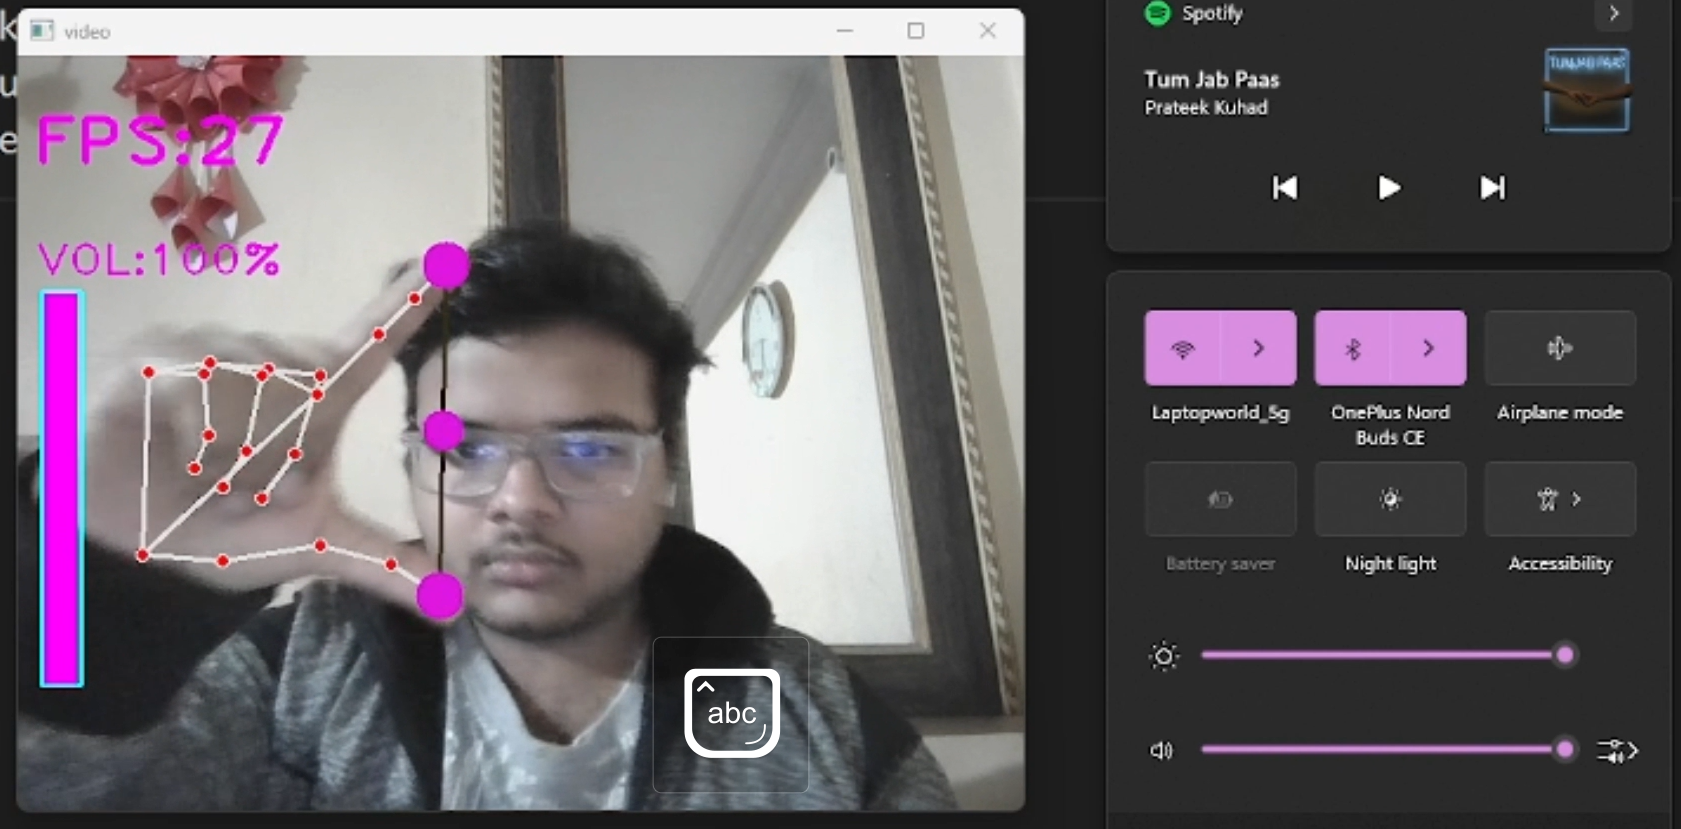 k
u
e
video
FPS:27
VOL:100%
abc
Spotify
Tum Jab Paas
Prateek Kuhad
TUM JAB PAAS
Laptopworld_5g
OnePlus Nord
Buds CE
Airplane mode
Battery saver
Night light
Accessibility